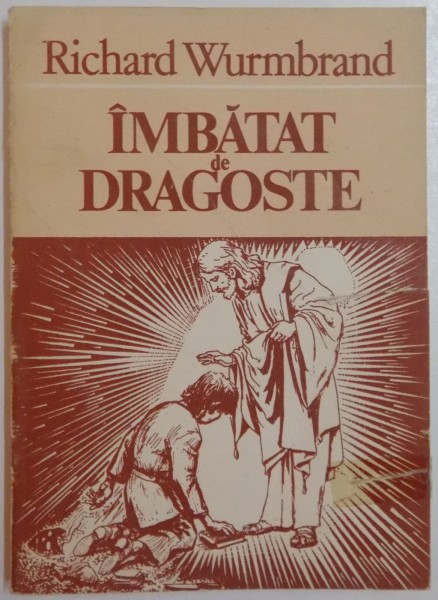 Richard Wurmbrand
ÎMBĂTAT
de
DRAGOSTE